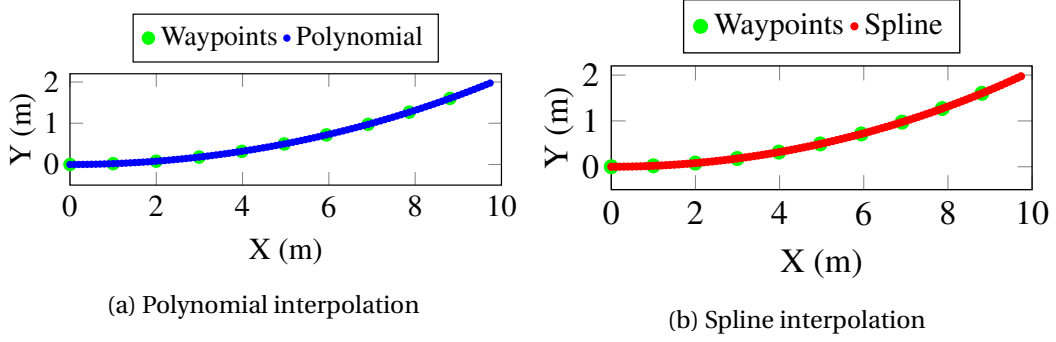 Waypoints Polynomial
2
1
0
Y (m)
0 2 4 6 8 10
X (m)
(a) Polynomial interpolation
Waypoints Spline
2
1
0
Y (m)
0 2 4 6 8 10
X (m)
(b) Spline interpolation